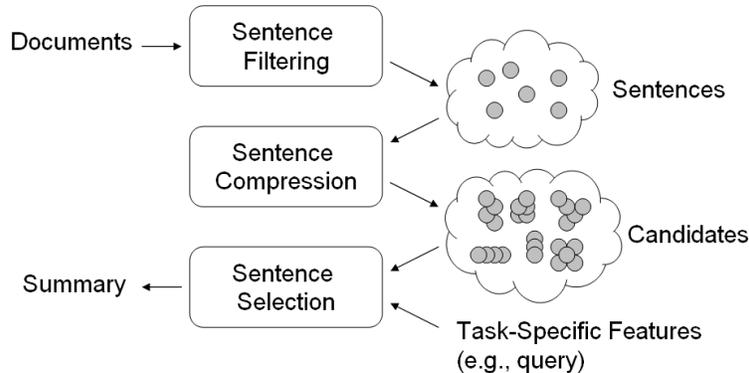 Documents
Sentence
Filtering
Sentences
Sentence
Compression
Candidates
Sentence
Selection
Summary
Task-Specific Features
(e.g., query)